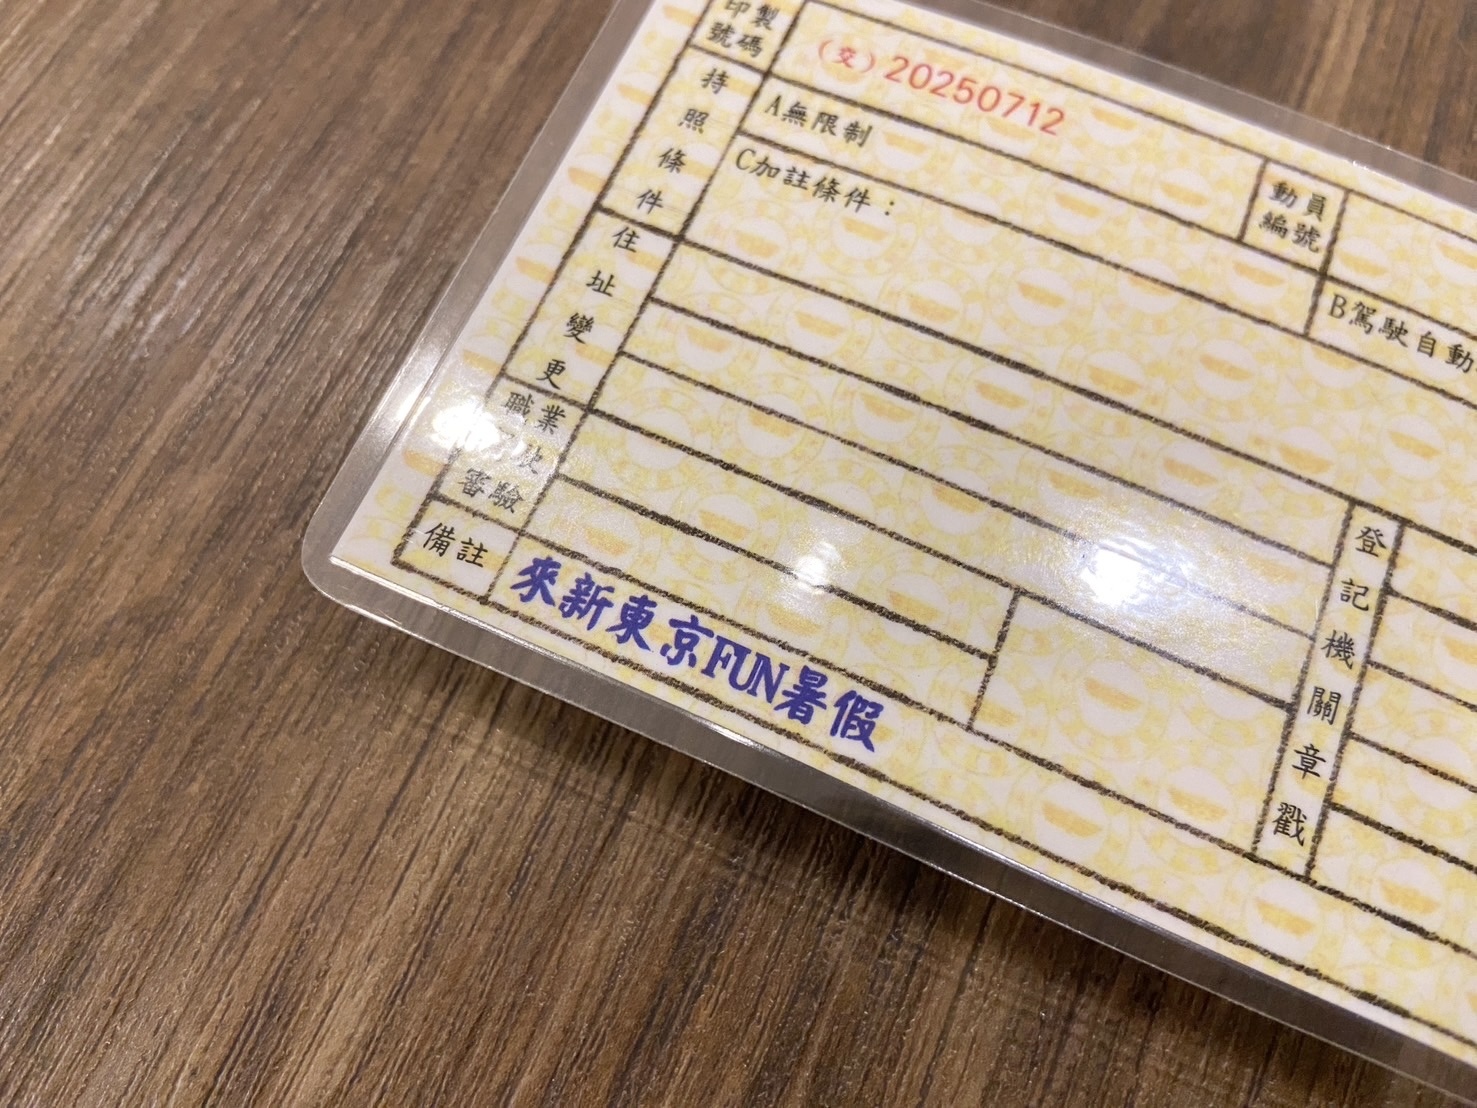 印製
號碼
(交)20250712
動員
編號
持照條件
A無限制
B駕駛自動
C加註條件：
住址變更
職業
審驗
登記機關章戳
備註
來新東京FUN暑假